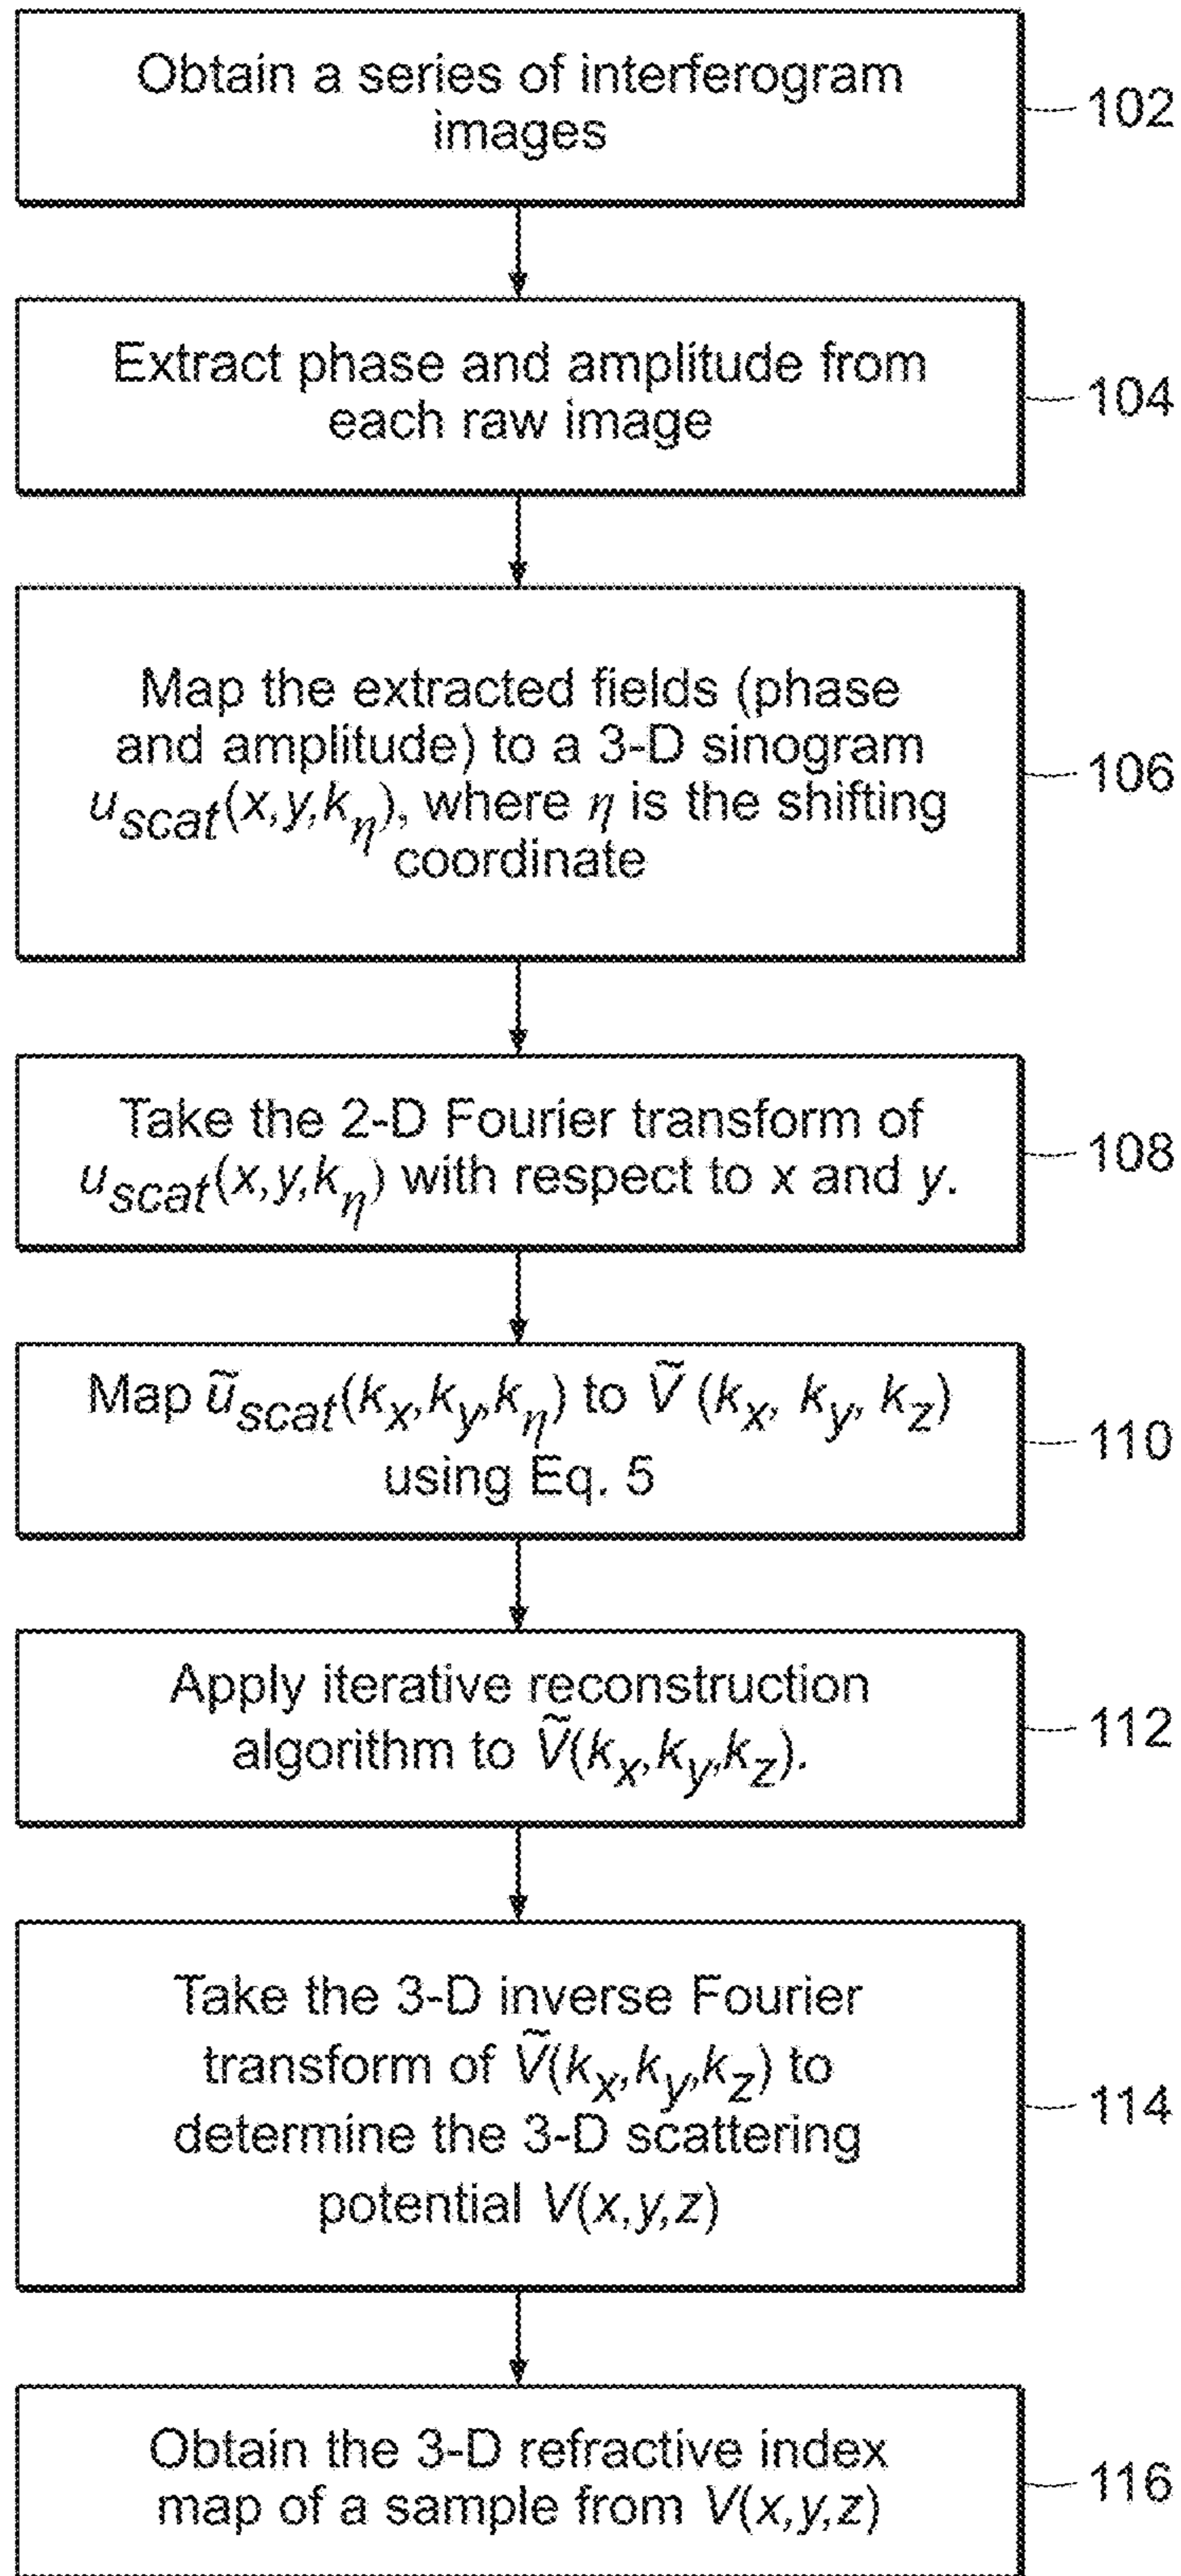 Obtain a series of interferogram
images
102
Extract phase and amplitude from
each raw image
104
Map the extracted fields (phase
and amplitude) to a 3-D sinogram
u_scat(x,y,k_η), where η is the shifting
coordinate
106
Take the 2-D Fourier transform of
u_scat(x,y,k_η) with respect to x and y.
108
Map ũ_scat(k_x,k_y,k_η) to Ṽ (k_x, k_y, k_z)
using Eq. 5
110
Apply iterative reconstruction
algorithm to Ṽ(k_x,k_y,k_z).
112
Take the 3-D inverse Fourier
transform of Ṽ(k_x,k_y,k_z) to
determine the 3-D scattering
potential V(x,y,z)
114
Obtain the 3-D refractive index
map of a sample from V(x,y,z)
116